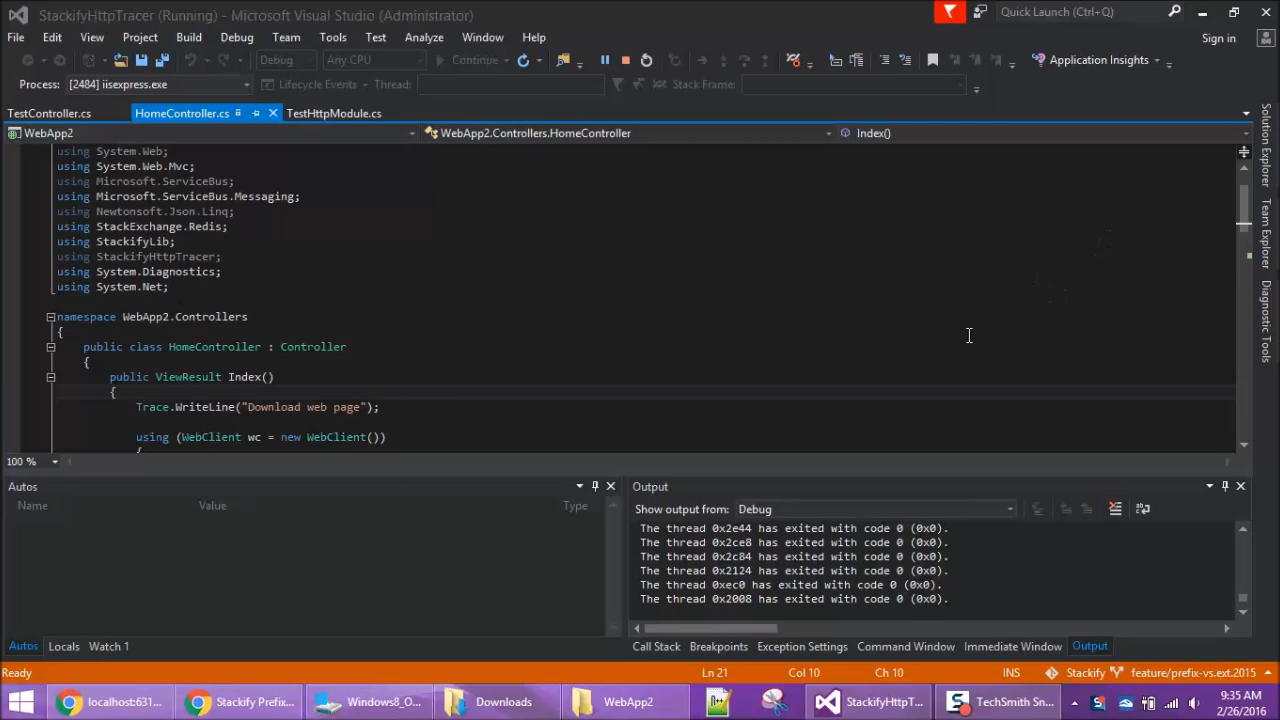 StackifyHttpTracer (Running) - Microsoft Visual Studio (Administrator)
Quick Launch (Ctrl+Q)
File Edit View Project Build Debug Team Tools Test Analyze Window Help
Sign in
Debug Any CPU Continue Application Insights
Process: [2484] iisexpress.exe Lifecycle Events Thread: Stack Frame:
TestController.cs HomeController.cs TestHttpModule.cs
WebApp2 WebApp2.Controllers.HomeController Index()
using System.Web;
using System.Web.Mvc;
using Microsoft.ServiceBus;
using Microsoft.ServiceBus.Messaging;
using Newtonsoft.Json.Linq;
using StackExchange.Redis;
using StackifyLib;
using StackifyHttpTracer;
using System.Diagnostics;
using System.Net;
namespace WebApp2.Controllers
{
public class HomeController : Controller
{
public ViewResult Index()
{
Trace.WriteLine("Download web page");
using (WebClient wc = new WebClient())
{
100 %
Solution Explorer
Team Explorer
Diagnostic Tools
Autos
Name Value Type
Output
Show output from: Debug
The thread 0x2e44 has exited with code 0 (0x0).
The thread 0x2ce8 has exited with code 0 (0x0).
The thread 0x2c84 has exited with code 0 (0x0).
The thread 0x2124 has exited with code 0 (0x0).
The thread 0xec0 has exited with code 0 (0x0).
The thread 0x2008 has exited with code 0 (0x0).
Autos Locals Watch 1
Call Stack Breakpoints Exception Settings Command Window Immediate Window Output
Ready Ln 21 Col 10 Ch 10 INS Stackify feature/prefix-vs.ext.2015
localhost:631... Stackify Prefix... Windows8_O... Downloads WebApp2 StackifyHttpT... TechSmith Sn...
9:35 AM
2/26/2016